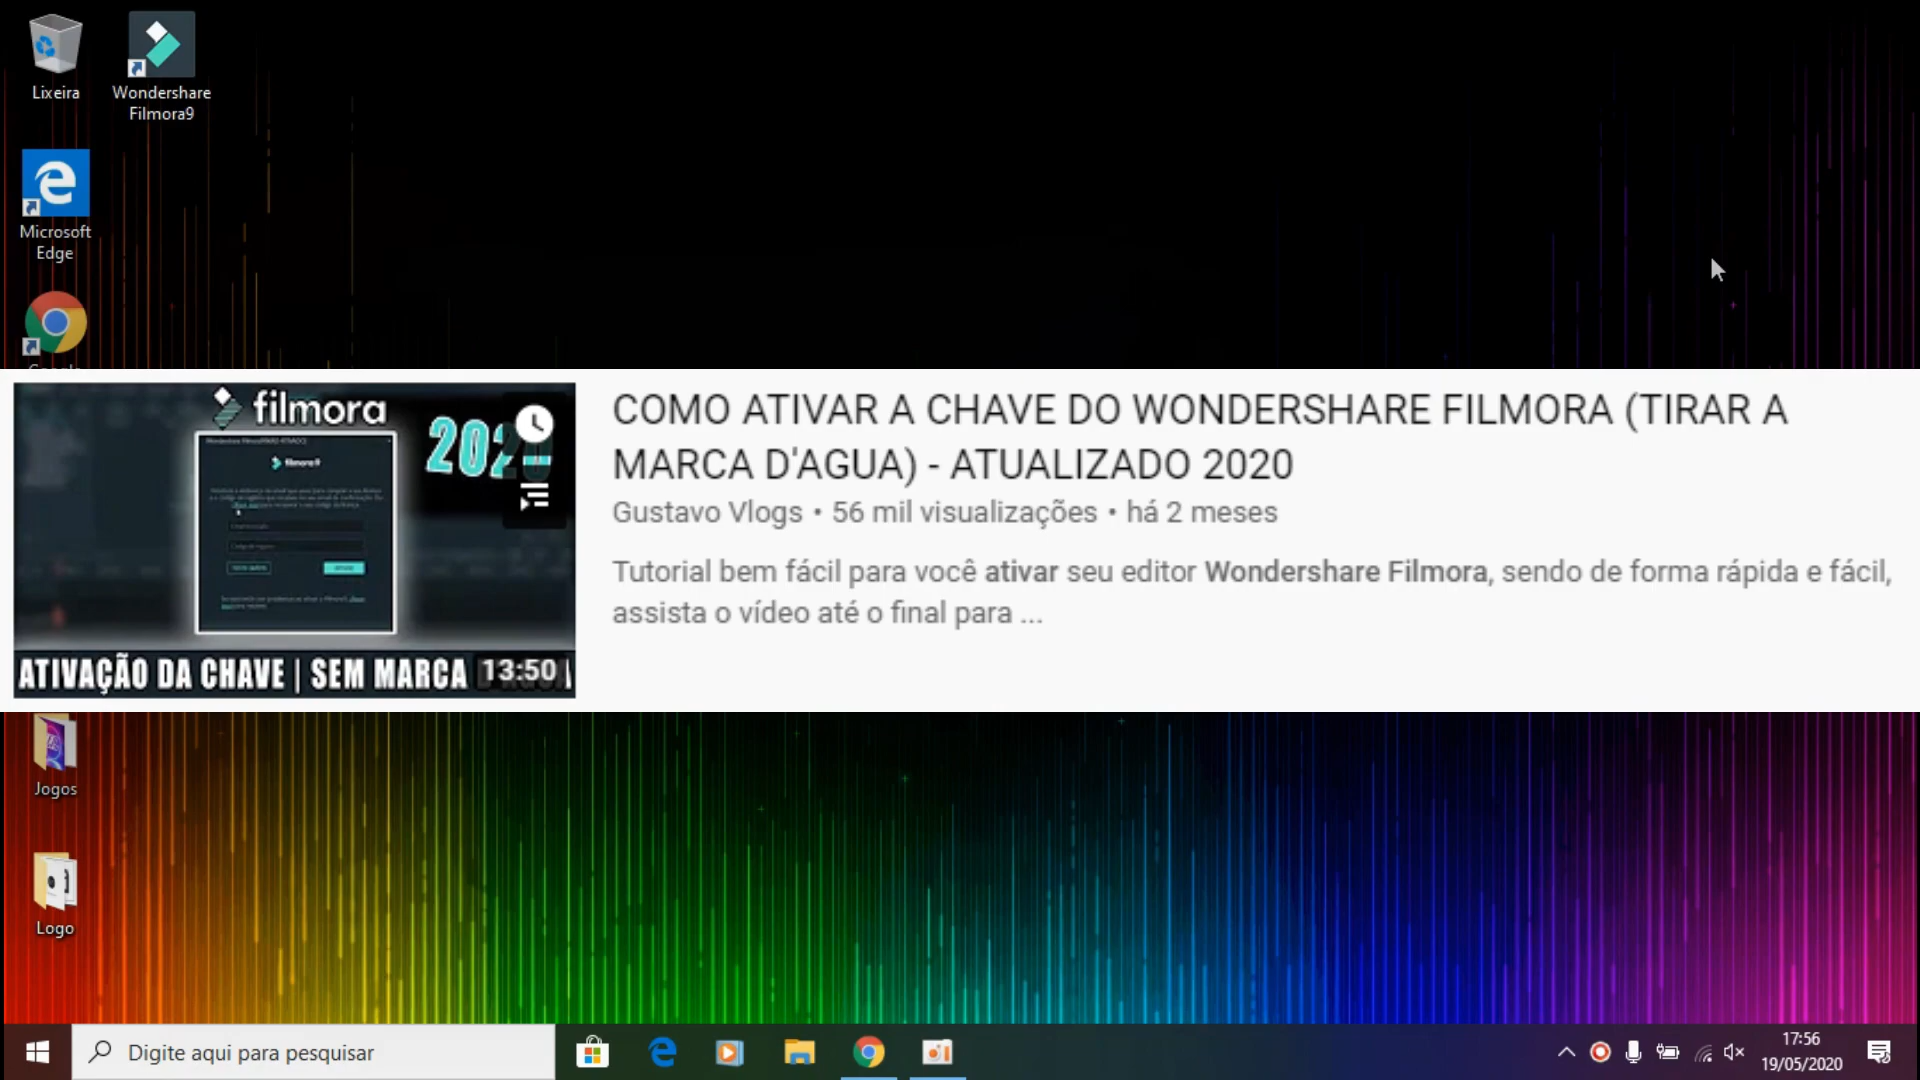 Lixeira
Wondershare
Filmora9
Microsoft
Edge
filmora
filmora9
ATIVAÇÃO DA CHAVE | SEM MARCA
13:50
COMO ATIVAR A CHAVE DO WONDERSHARE FILMORA (TIRAR A
MARCA D'AGUA) - ATUALIZADO 2020
Gustavo Vlogs • 56 mil visualizações • há 2 meses
Tutorial bem fácil para você ativar seu editor Wondershare Filmora, sendo de forma rápida e fácil,
assista o vídeo até o final para ...
Jogos
Logo
Digite aqui para pesquisar
17:56
19/05/2020